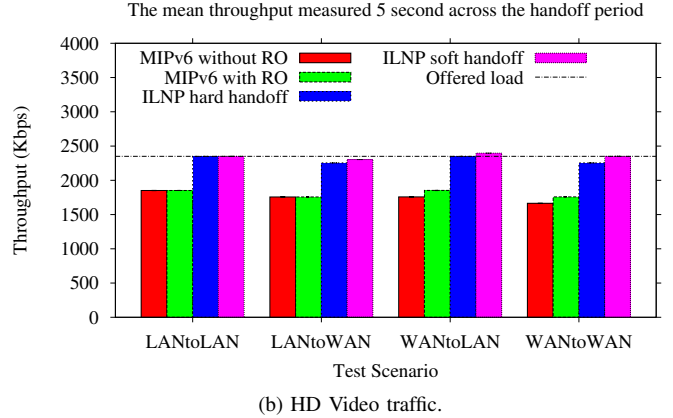 The mean throughput measured 5 second across the handoff period
4000
3500
3000
2500
2000
1500
1000
500
0
Throughput (Kbps)
MIPv6 without RO
MIPv6 with RO
ILNP hard handoff
ILNP soft handoff
Offered load
LANtoLAN LANtoWAN WANtoLAN WANtoWAN
Test Scenario
(b) HD Video traffic.